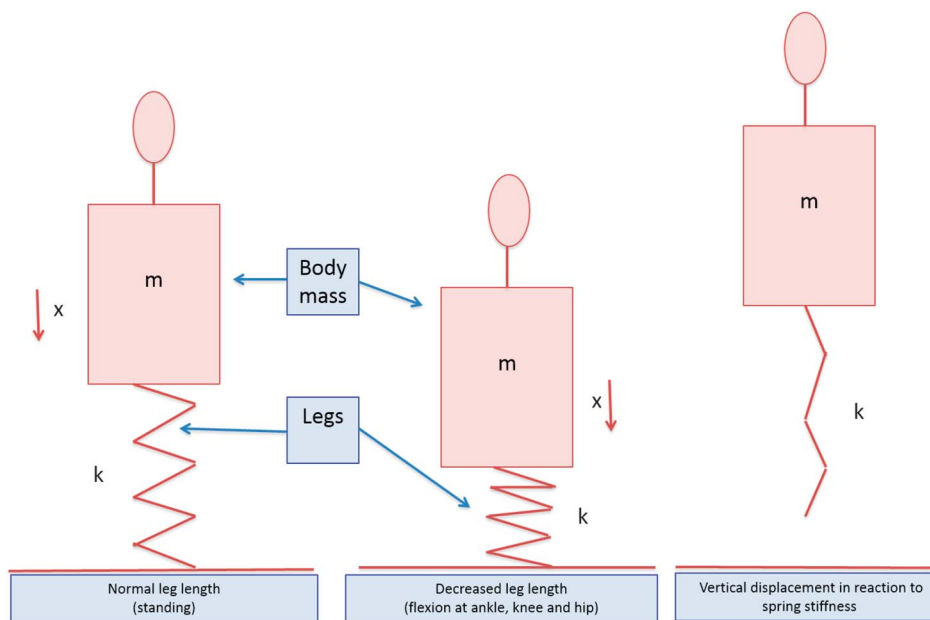 m
Body
mass
m
x
m
x
Legs
k
k
k
Normal leg length
(standing)
Decreased leg length
(flexion at ankle, knee and hip)
Vertical displacement in reaction to
spring stiffness